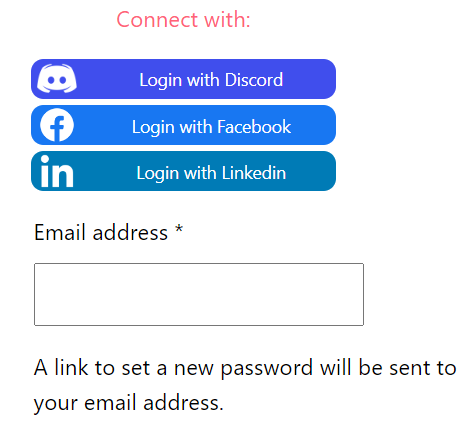 Connect with:
Login with Discord
Login with Facebook
in
Login with Linkedin
Email address *
A link to set a new password will be sent to
your email address.